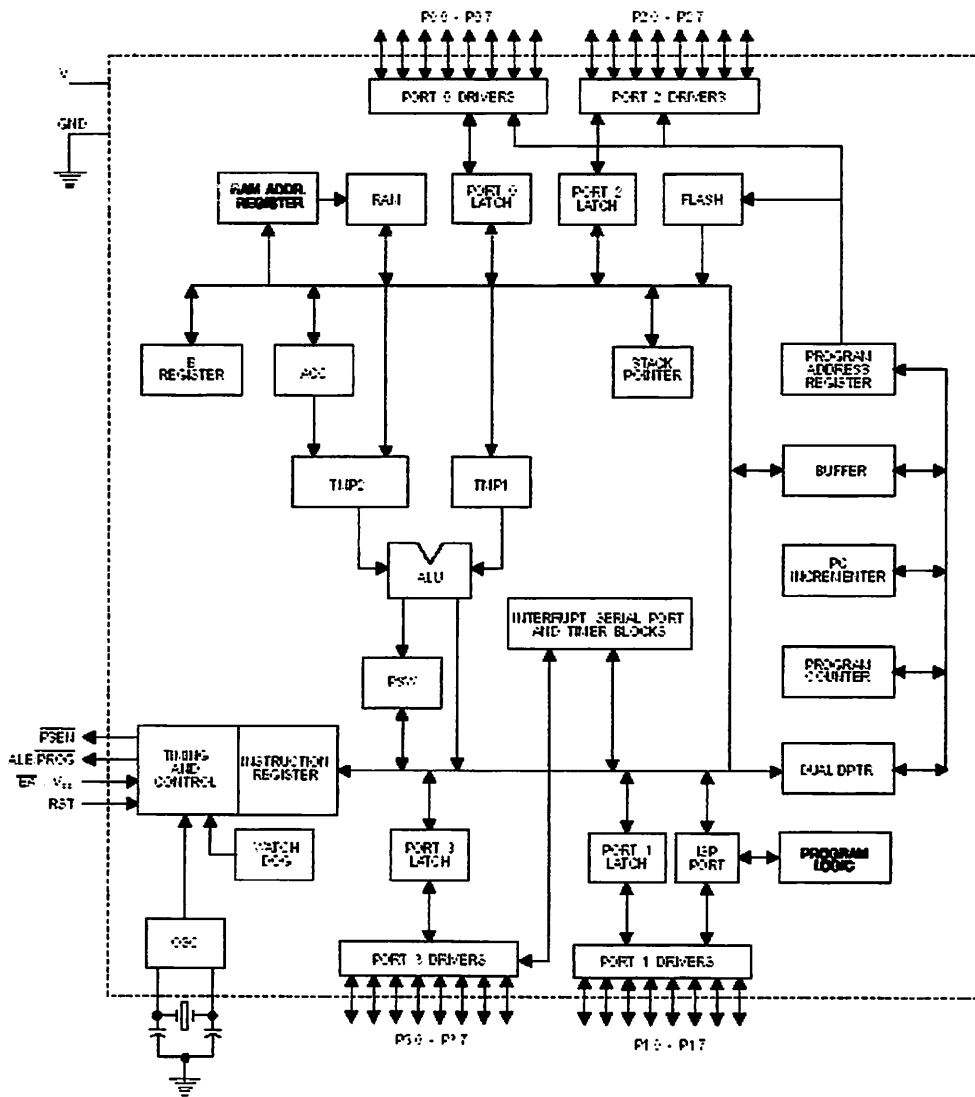 P0.0 - P0.7
P2.0 - P2.7
PORT 0 DRIVERS
PORT 2 DRIVERS
GND
RAM ADDR.
REGISTER
RAM
PORT 0
LATCH
PORT 2
LATCH
FLASH
B
REGISTER
ACC
STACK
POINTER
PROGRAM
ADDRESS
REGISTER
BUFFER
TMP2
TMP1
ALU
PC
INCREMENTER
INTERRUPT, SERIAL PORT
AND TIMER BLOCKS
PSW
PROGRAM
COUNTER
PSEN
ALE/PROG
RST
TIMING
AND
CONTROL
INSTRUCTION
REGISTER
DUAL DPTR
WATCH
DOG
PORT 3
LATCH
PORT 1
LATCH
ISP
PORT
PROGRAM
LOGIC
OSC
PORT 3 DRIVERS
PORT 1 DRIVERS
P3.0 - P3.7
P1.0 - P1.7